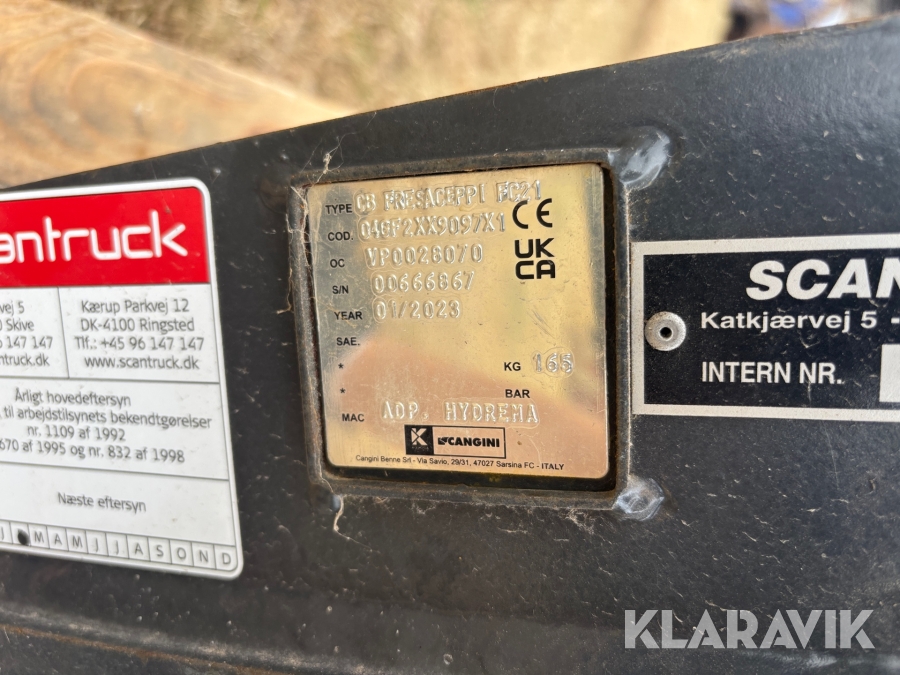 antruck
ej 5
Skive
147 147
ntruck.dk
Kærup Parkvej 12
DK-4100 Ringsted
Tlf.: +45 96 147 147
www.scantruck.dk
Årligt hovedeftersyn
til arbejdstilsynets bekendtgørelser
nr. 1109 af 1992
670 af 1995 og nr. 832 af 1998
Næste eftersyn
J M A M J J A S O N D
TYPE CB FRESACEPPI FC21
COD. 04GF2XX9097X1
OC VP0028070
S/N 00666867
YEAR 01/2023
SAE.
* KG 165
* BAR
MAC ADP. HYDREMA
CE
UK
CA
K CANGINI
Cangini Benne Srl - Via Savio, 29/31, 47027 Sarsina FC - ITALY
SCAN
Katkjærvej 5 -
INTERN NR.
KLARAVIK